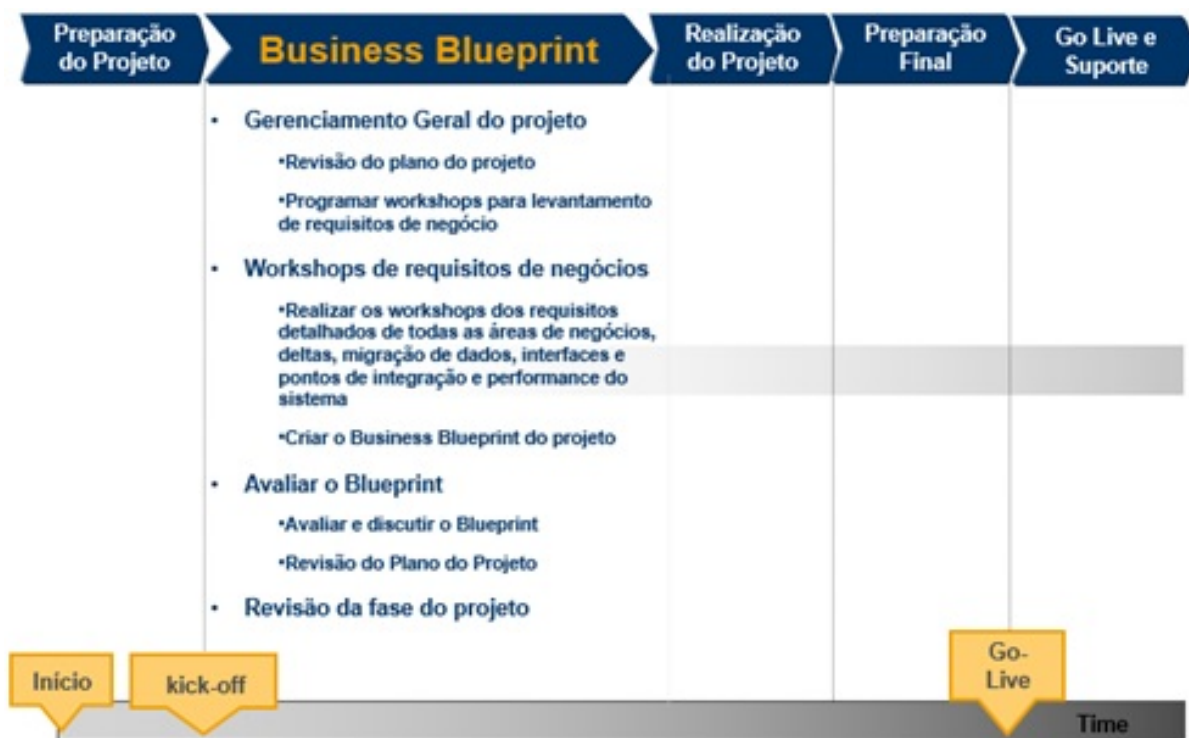 Preparação
do Projeto
Business Blueprint
Realização
do Projeto
Preparação
Final
Go Live e
Suporte
• Gerenciamento Geral do projeto
•Revisão do plano do projeto
•Programar workshops para levantamento
de requisitos de negócio
• Workshops de requisitos de negócios
•Realizar os workshops dos requisitos
detalhados de todas as áreas de negócios,
deltas, migração de dados, interfaces e
pontos de integração e performance do
sistema
•Criar o Business Blueprint do projeto
• Avaliar o Blueprint
•Avaliar e discutir o Blueprint
•Revisão do Plano do Projeto
• Revisão da fase do projeto
Início
kick-off
Go-
Live
Time